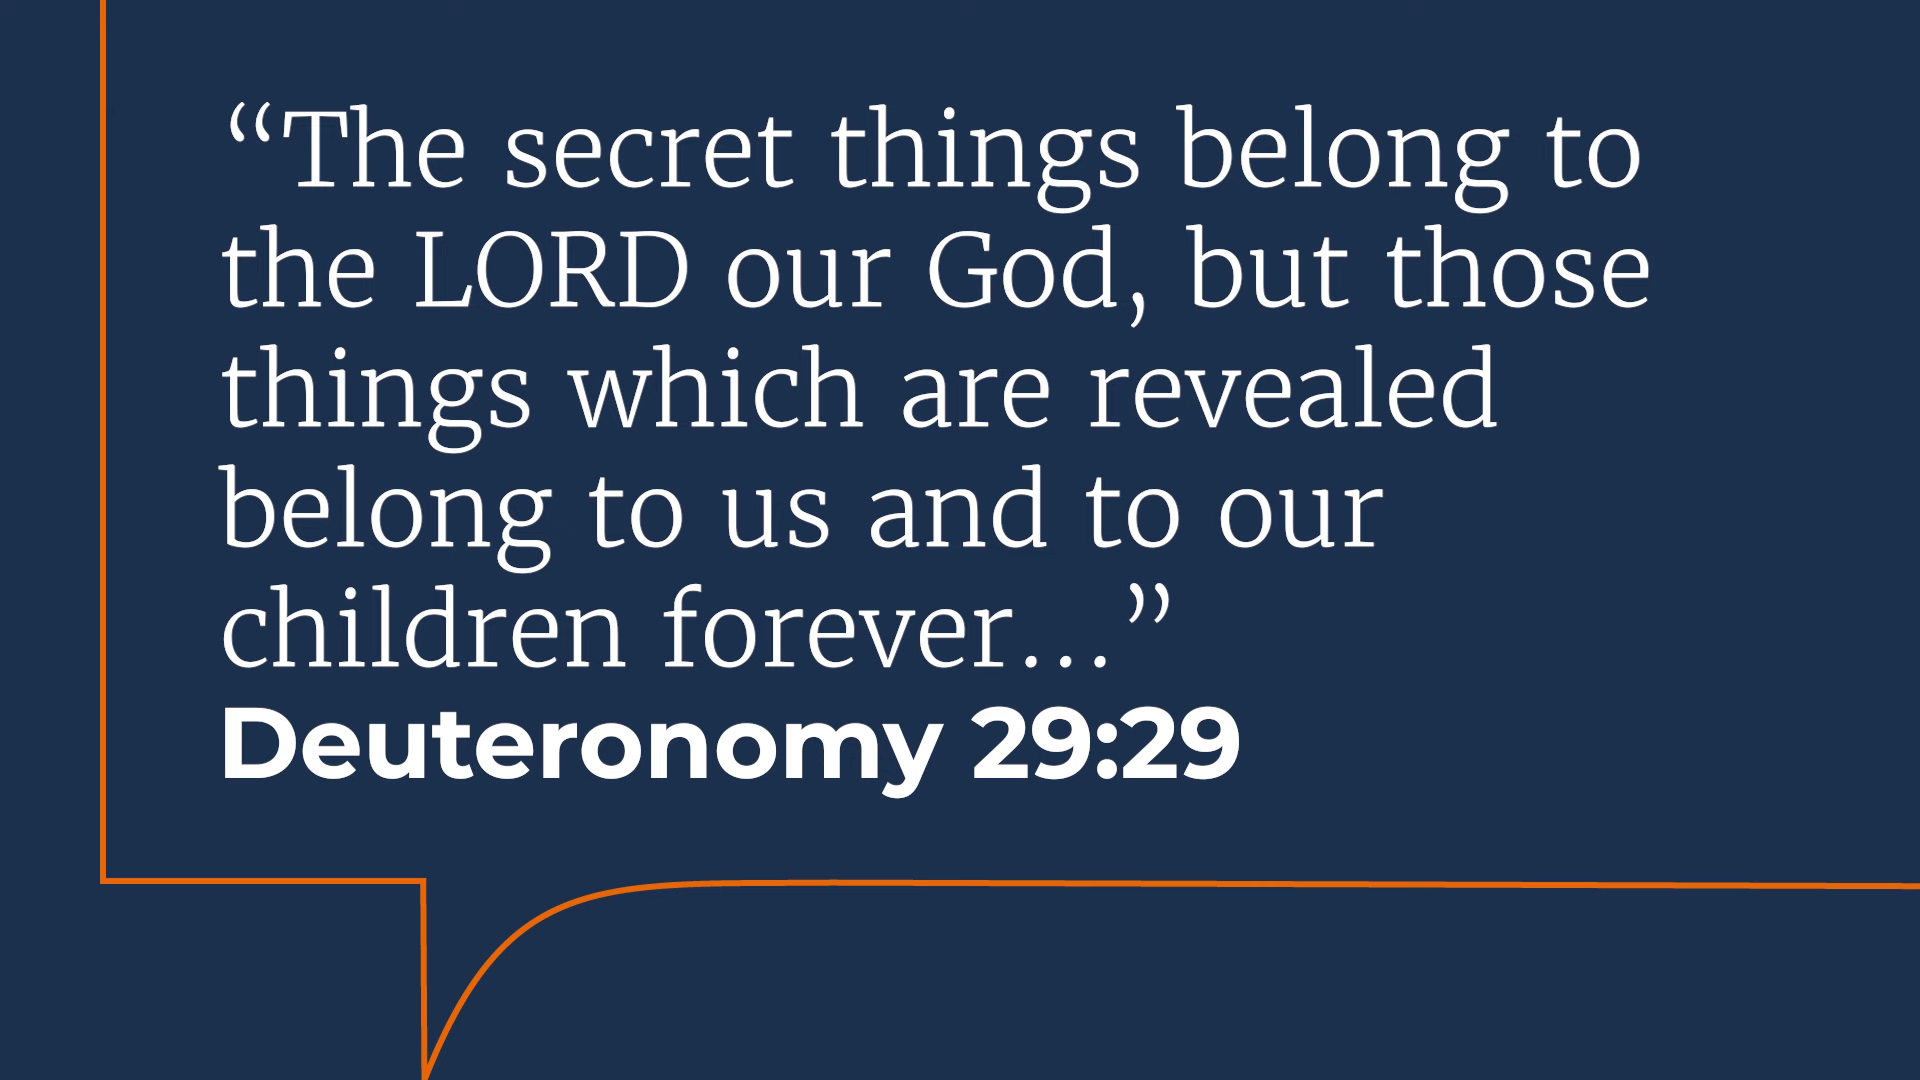 “The secret things belong to
the LORD our God, but those
things which are revealed
belong to us and to our
children forever...”
Deuteronomy 29:29